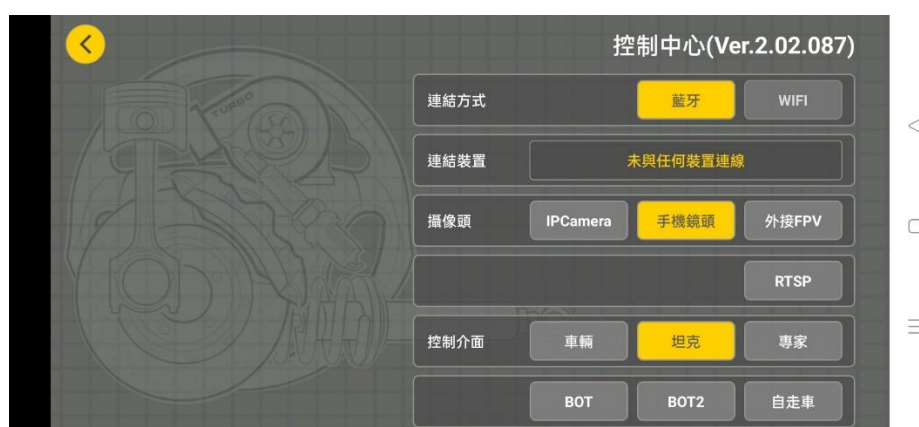 控制中心(Ver.2.02.087)
TURBO
連結方式 藍牙 WIFI
連結裝置 未與任何裝置連線
攝像頭 IPCamera 手機鏡頭 外接FPV
RTSP
控制介面 車輛 坦克 專家
BOT BOT2 自走車